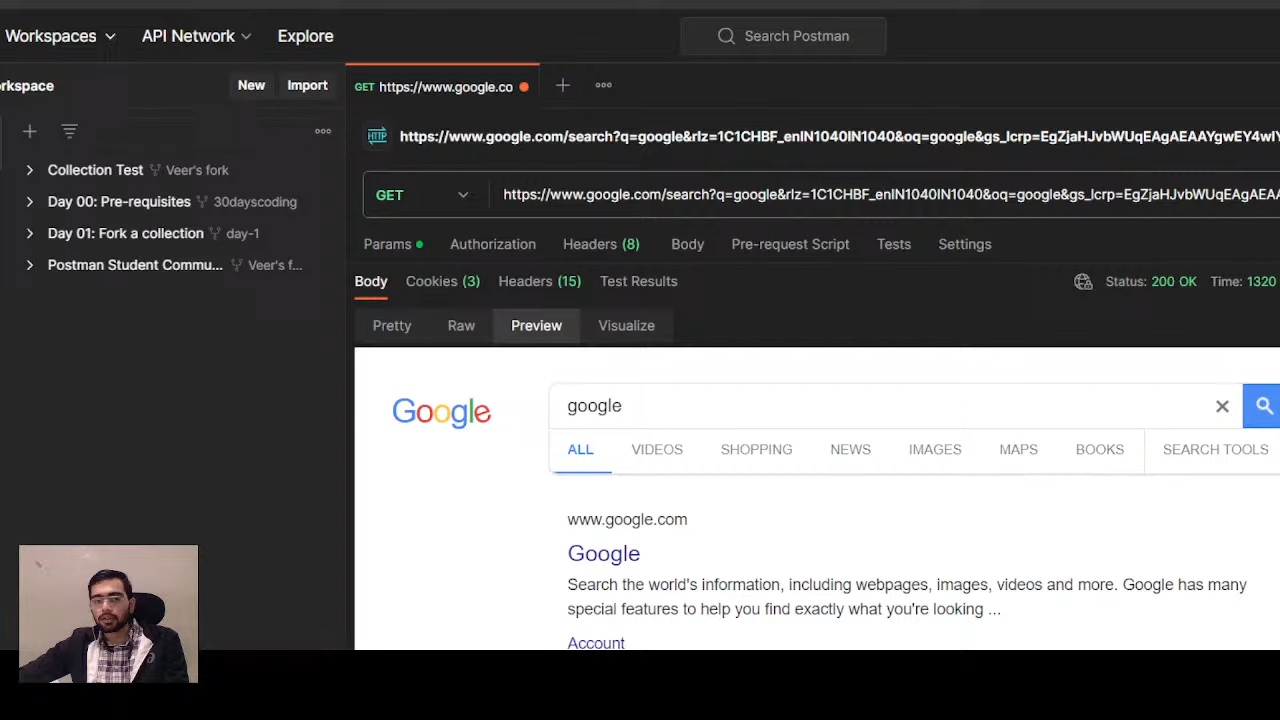 Workspaces API Network Explore Search Postman
rkspace New Import GET https://www.google.co
https://www.google.com/search?q=google&rlz=1C1CHBF_enIN1040IN1040&oq=google&gs_lcrp=EgZjaHJvbWUqEAgAEAAYgwEY4wIY
Collection Test Veer's fork
Day 00: Pre-requisites 30dayscoding
Day 01: Fork a collection day-1
Postman Student Commu... Veer's f...
HTTP
GET https://www.google.com/search?q=google&rlz=1C1CHBF_enIN1040IN1040&oq=google&gs_lcrp=EgZjaHJvbWUqEAgAEAA
Params Authorization Headers (8) Body Pre-request Script Tests Settings
Body Cookies (3) Headers (15) Test Results Status: 200 OK Time: 1320
Pretty Raw Preview Visualize
Google google
ALL VIDEOS SHOPPING NEWS IMAGES MAPS BOOKS SEARCH TOOLS
www.google.com
Google
Search the world's information, including webpages, images, videos and more. Google has many
special features to help you find exactly what you're looking ...
Account